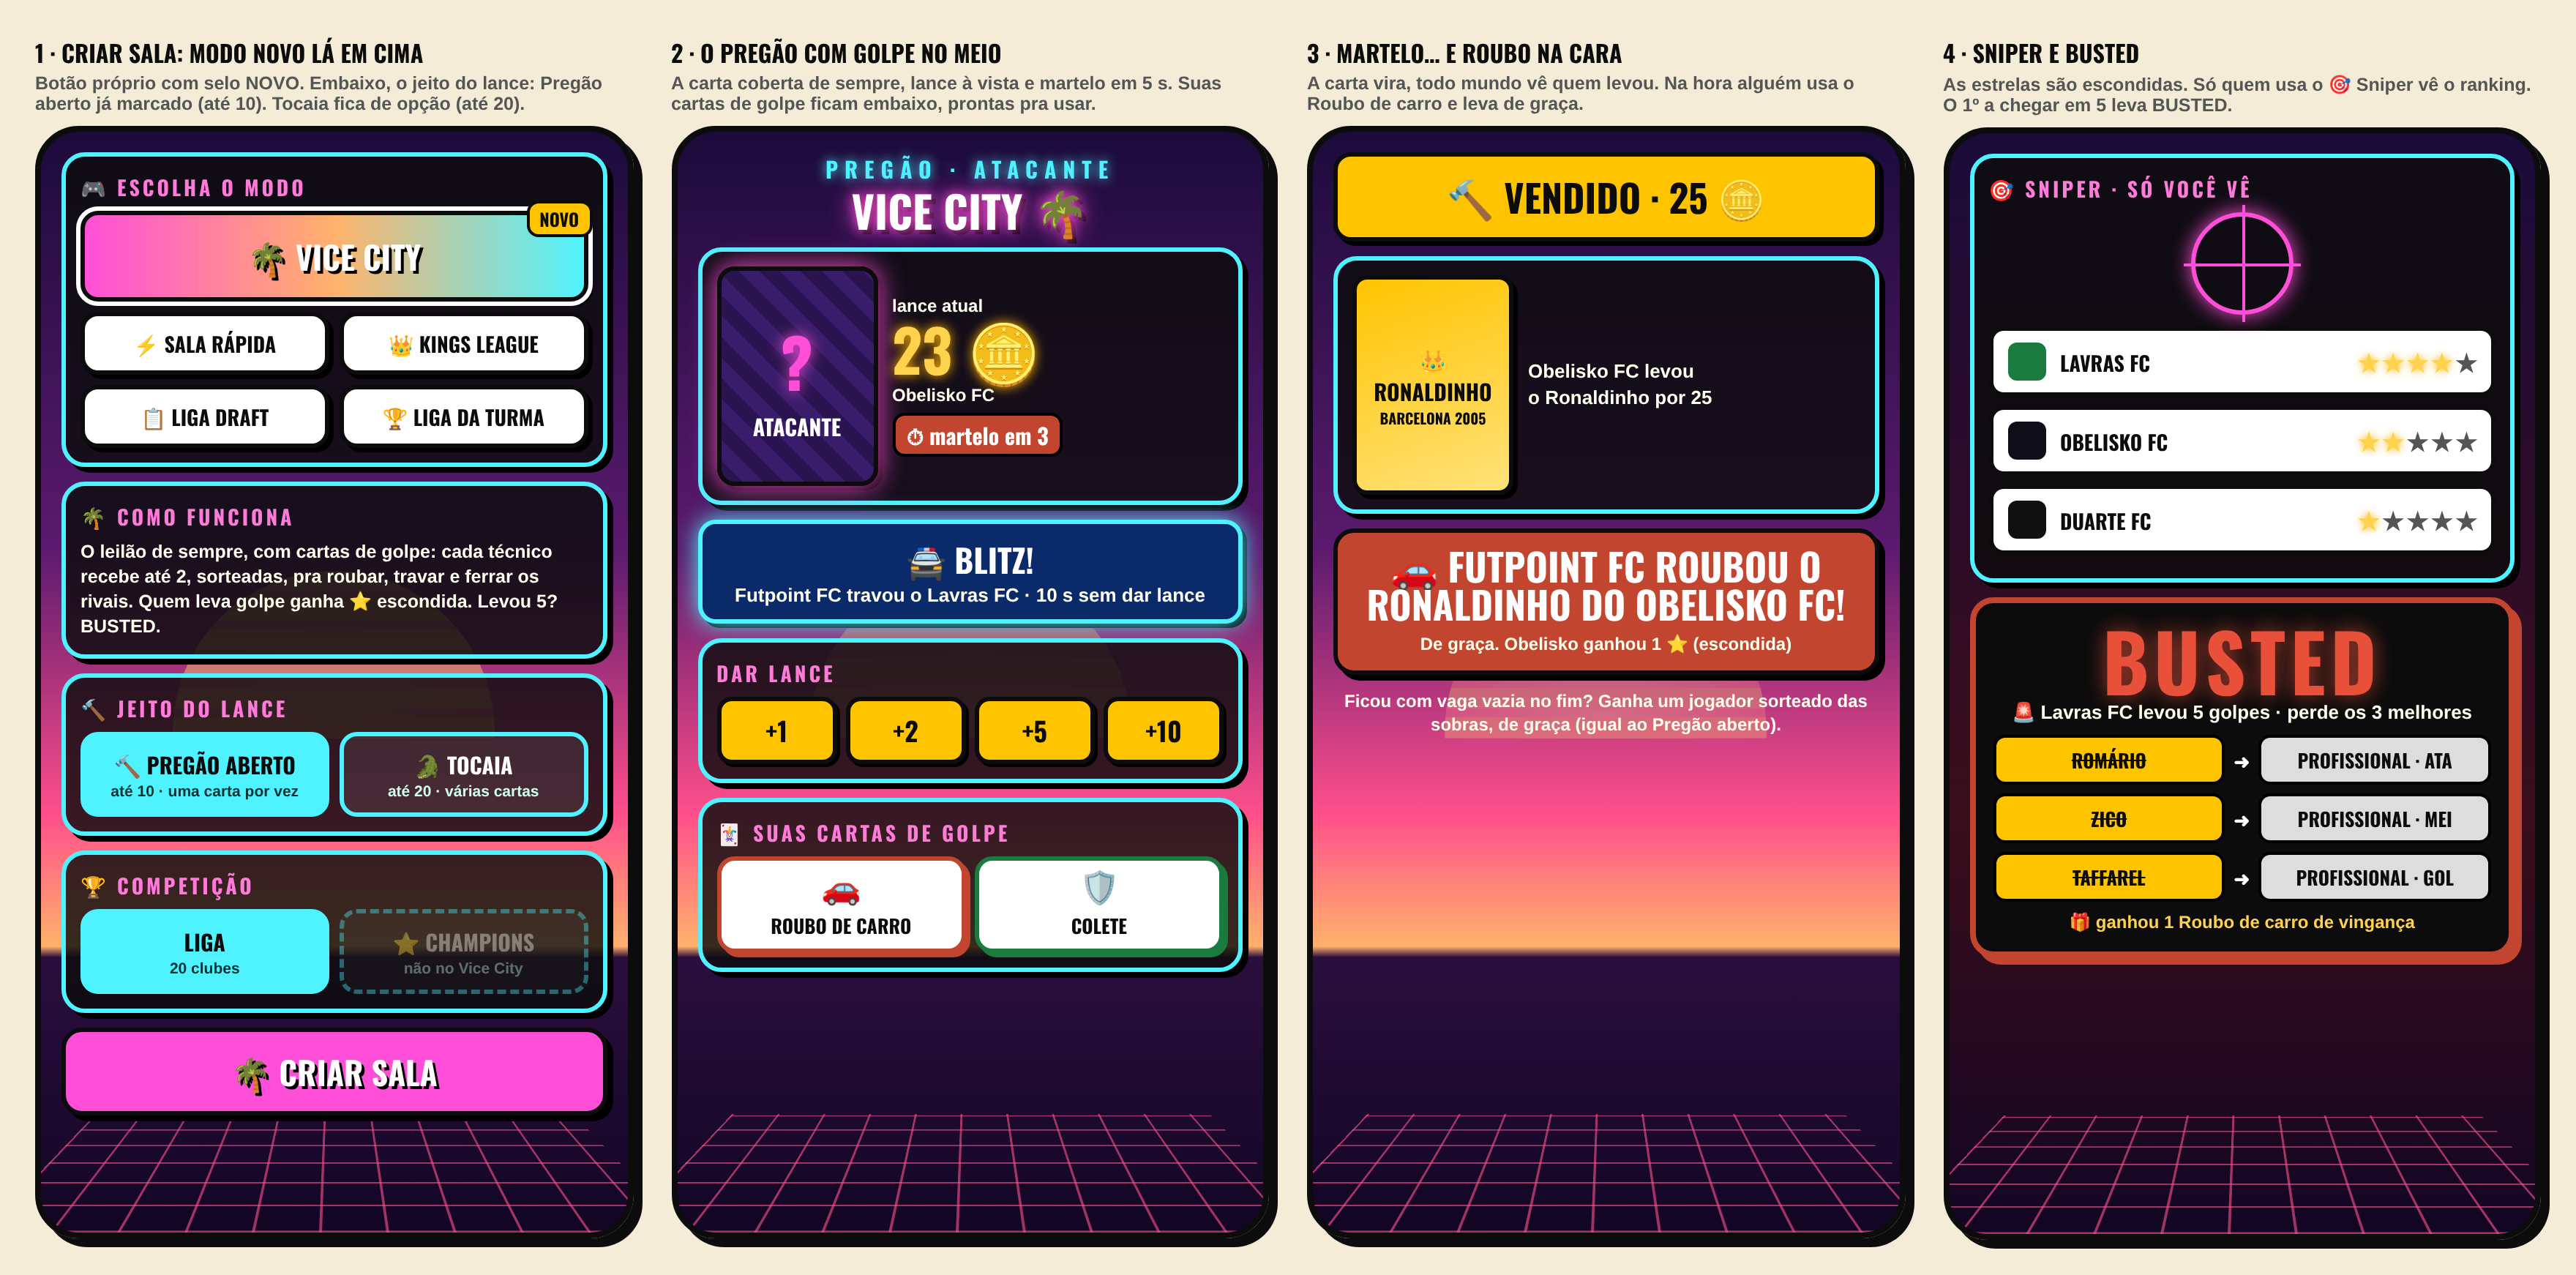 1 · CRIAR SALA: MODO NOVO LÁ EM CIMA
Botão próprio com selo NOVO. Embaixo, o jeito do lance: Pregão
aberto já marcado (até 10). Tocaia fica de opção (até 20).
🎮 ESCOLHA O MODO
NOVO
🌴 VICE CITY
⚡ SALA RÁPIDA
👑 KINGS LEAGUE
📋 LIGA DRAFT
🏆 LIGA DA TURMA
🌴 COMO FUNCIONA
O leilão de sempre, com cartas de golpe: cada técnico
recebe até 2, sorteadas, pra roubar, travar e ferrar os
rivais. Quem leva golpe ganha ⭐ escondida. Levou 5?
BUSTED.
🔨 JEITO DO LANCE
🔨 PREGÃO ABERTO
até 10 · uma carta por vez
🐊 TOCAIA
até 20 · várias cartas
🏆 COMPETIÇÃO
LIGA
20 clubes
⭐ CHAMPIONS
não no Vice City
🌴 CRIAR SALA
2 · O PREGÃO COM GOLPE NO MEIO
A carta coberta de sempre, lance à vista e martelo em 5 s. Suas
cartas de golpe ficam embaixo, prontas pra usar.
PREGÃO · ATACANTE
VICE CITY 🌴
?
ATACANTE
lance atual
23 🪙
Obelisko FC
⏱ martelo em 3
🚔 BLITZ!
Futpoint FC travou o Lavras FC · 10 s sem dar lance
DAR LANCE
+1
+2
+5
+10
🃏 SUAS CARTAS DE GOLPE
🚗
ROUBO DE CARRO
🛡️
COLETE
3 · MARTELO... E ROUBO NA CARA
A carta vira, todo mundo vê quem levou. Na hora alguém usa o
Roubo de carro e leva de graça.
🔨 VENDIDO · 25 🪙
👑
RONALDINHO
BARCELONA 2005
Obelisko FC levou
o Ronaldinho por 25
🚗 FUTPOINT FC ROUBOU O
RONALDINHO DO OBELISKO FC!
De graça. Obelisko ganhou 1 ⭐ (escondida)
Ficou com vaga vazia no fim? Ganha um jogador sorteado das
sobras, de graça (igual ao Pregão aberto).
4 · SNIPER E BUSTED
As estrelas são escondidas. Só quem usa o 🎯 Sniper vê o ranking.
O 1º a chegar em 5 leva BUSTED.
🎯 SNIPER · SÓ VOCÊ VÊ
LAVRAS FC ★★★★★
OBELISKO FC ★★★★★
DUARTE FC ★★★★★
BUSTED
🚨 Lavras FC levou 5 golpes · perde os 3 melhores
ROMÁRIO → PROFISSIONAL · ATA
ZICO → PROFISSIONAL · MEI
TAFFAREL → PROFISSIONAL · GOL
🎁 ganhou 1 Roubo de carro de vingança